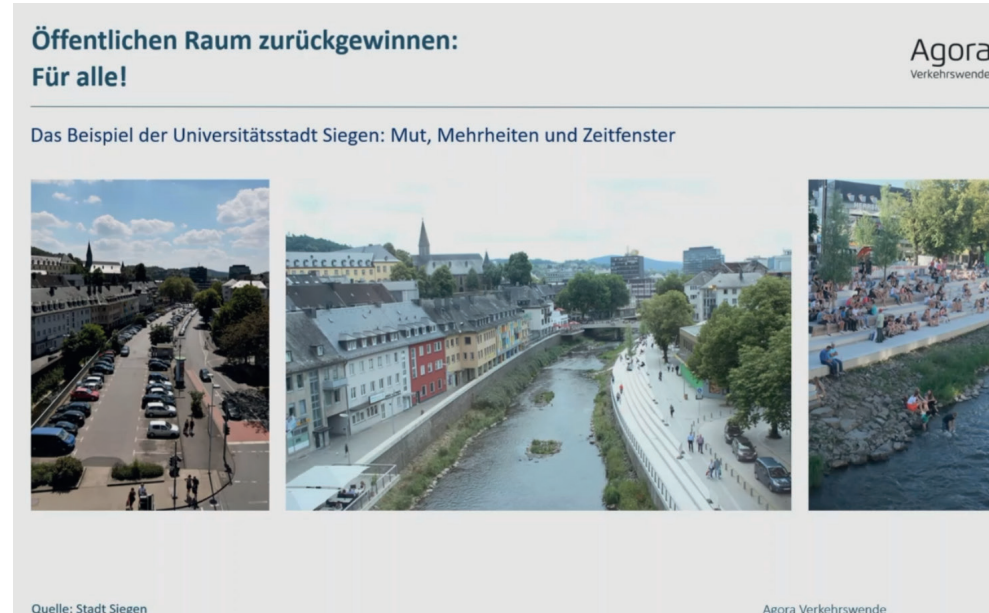 Öffentlichen Raum zurückgewinnen:
Für alle!
Agora
Verkehrswende
Das Beispiel der Universitätsstadt Siegen: Mut, Mehrheiten und Zeitfenster
Quelle: Stadt Siegen
Agora Verkehrswende